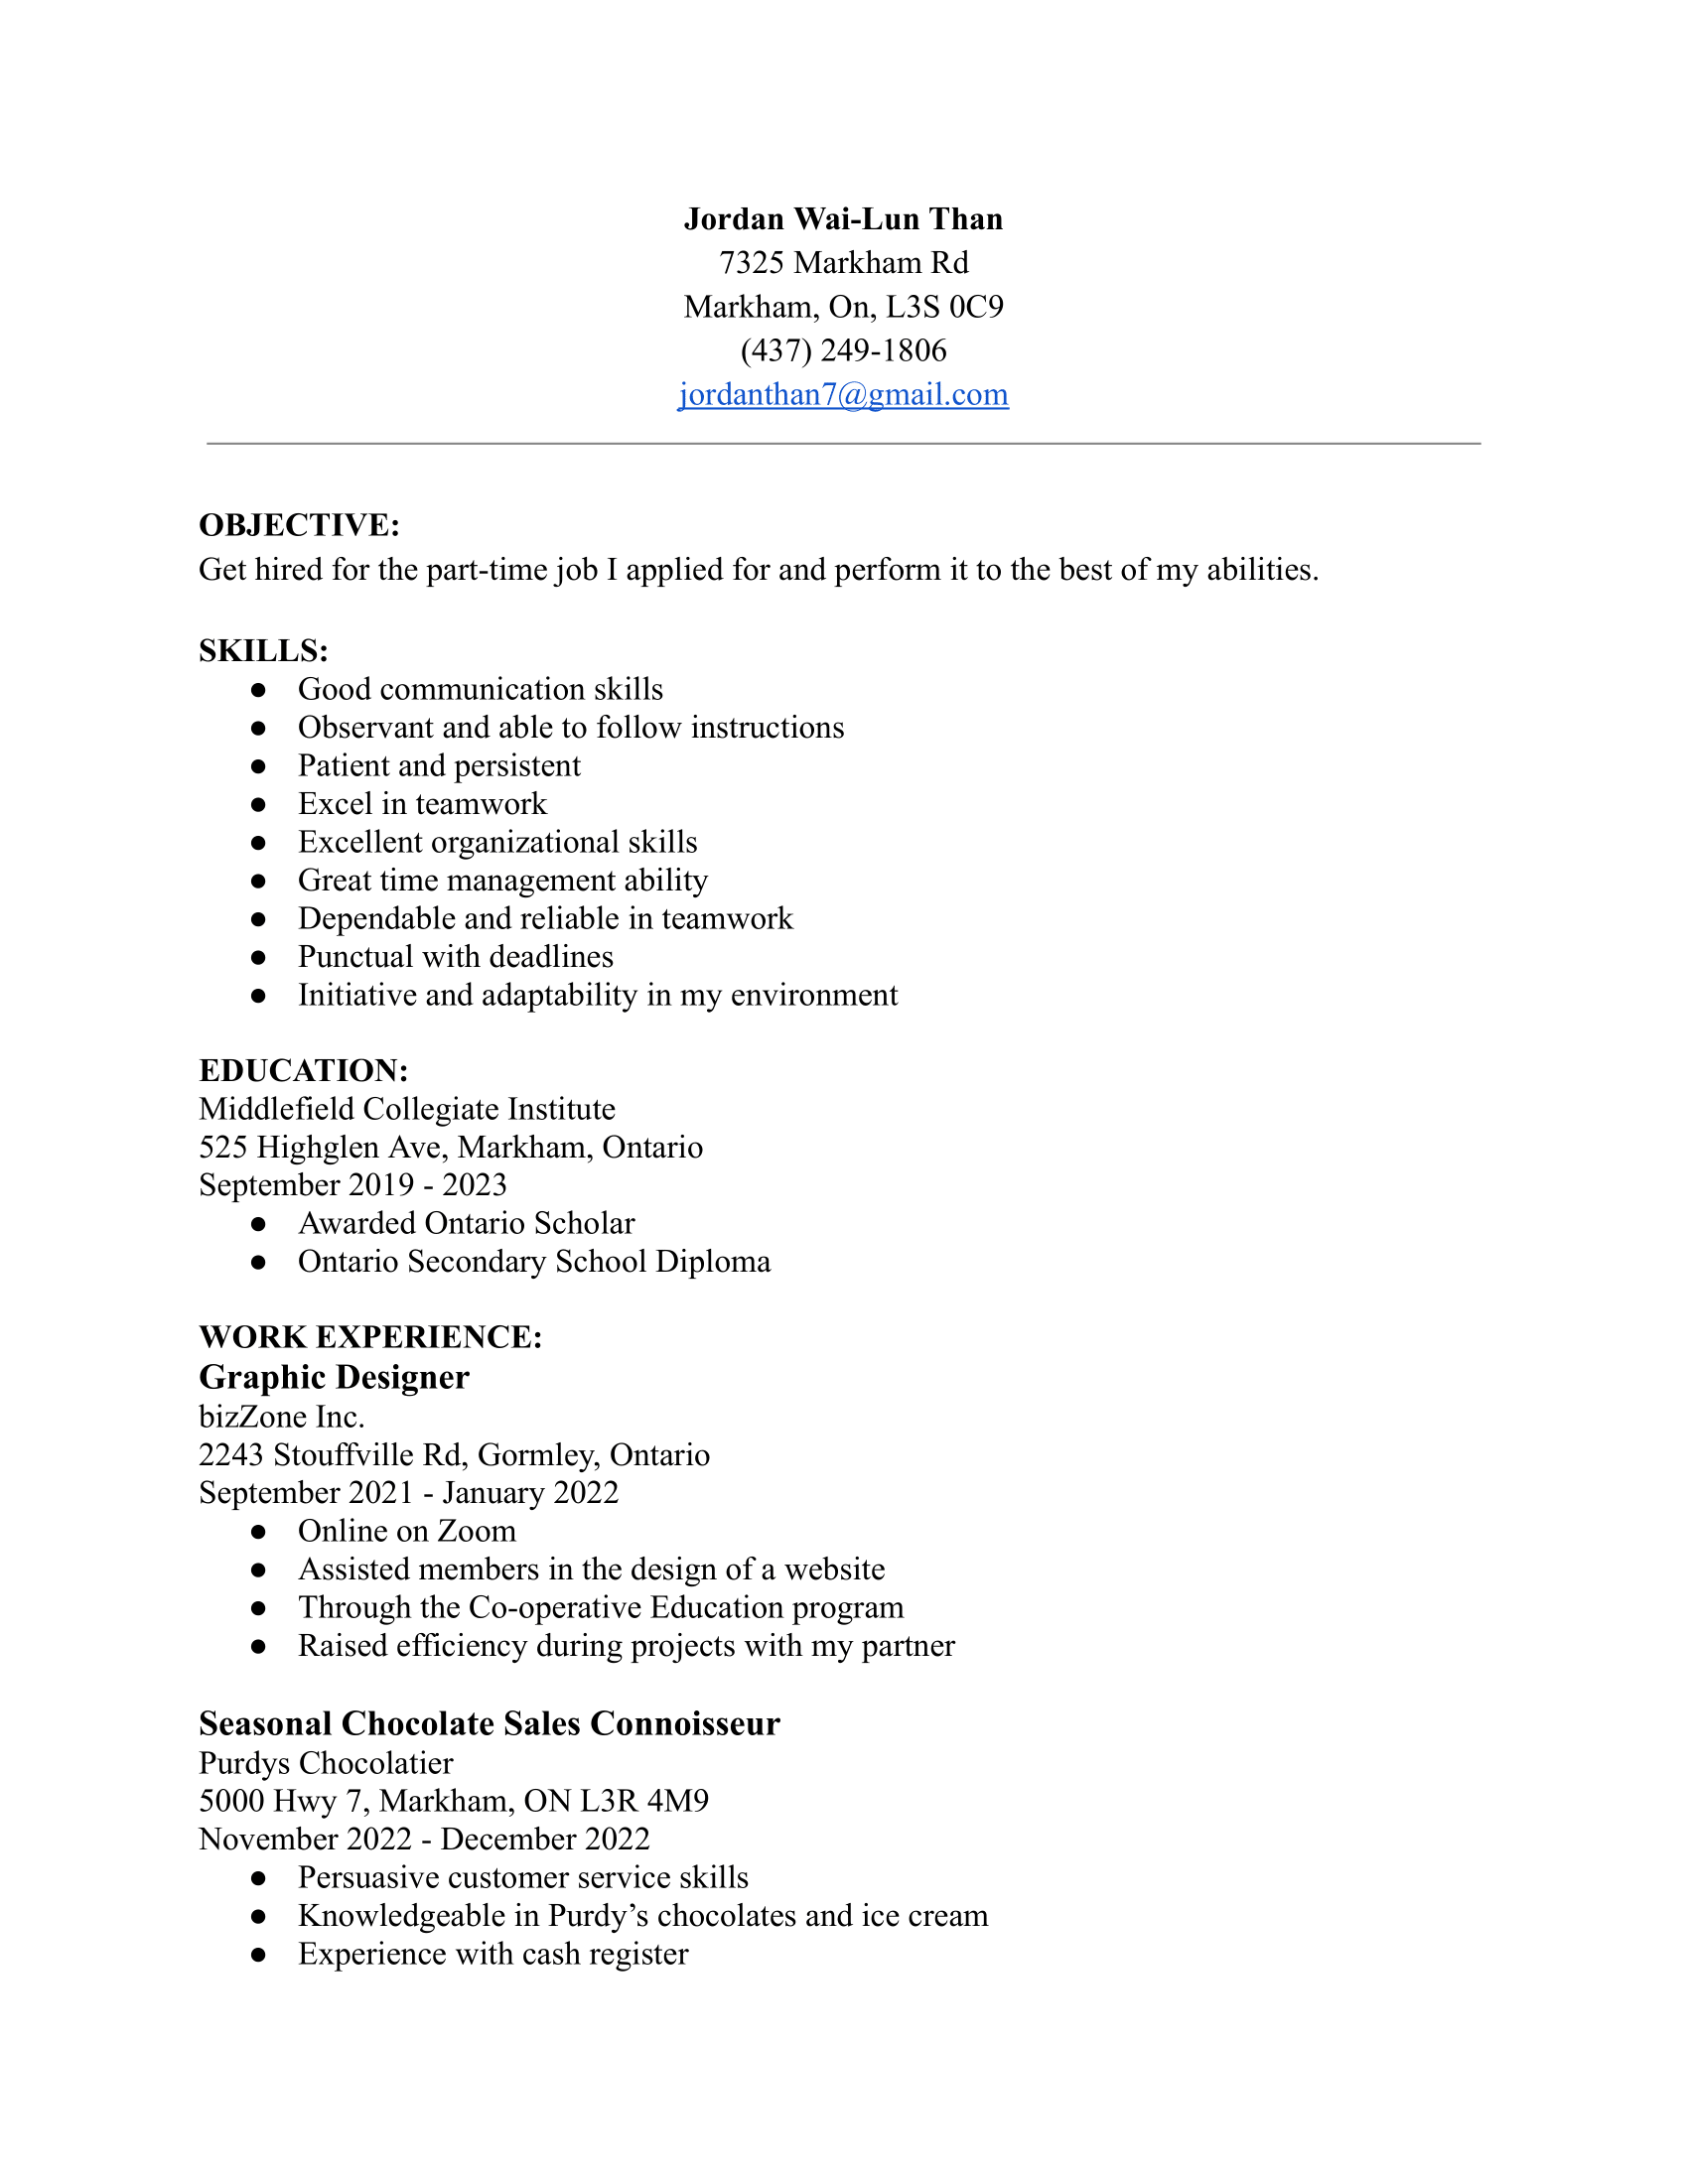 Jordan Wai-Lun Than
7325 Markham Rd
Markham, On, L3S 0C9
(437) 249-1806
jordanthan7@gmail.com
OBJECTIVE:
Get hired for the part-time job I applied for and perform it to the best of my abilities.
SKILLS:
● Good communication skills
● Observant and able to follow instructions
● Patient and persistent
● Excel in teamwork
● Excellent organizational skills
● Great time management ability
● Dependable and reliable in teamwork
● Punctual with deadlines
● Initiative and adaptability in my environment
EDUCATION:
Middlefield Collegiate Institute
525 Highglen Ave, Markham, Ontario
September 2019 - 2023
● Awarded Ontario Scholar
● Ontario Secondary School Diploma
WORK EXPERIENCE:
Graphic Designer
bizZone Inc.
2243 Stouffville Rd, Gormley, Ontario
September 2021 - January 2022
● Online on Zoom
● Assisted members in the design of a website
● Through the Co-operative Education program
● Raised efficiency during projects with my partner
Seasonal Chocolate Sales Connoisseur
Purdys Chocolatier
5000 Hwy 7, Markham, ON L3R 4M9
November 2022 - December 2022
● Persuasive customer service skills
● Knowledgeable in Purdy’s chocolates and ice cream
● Experience with cash register